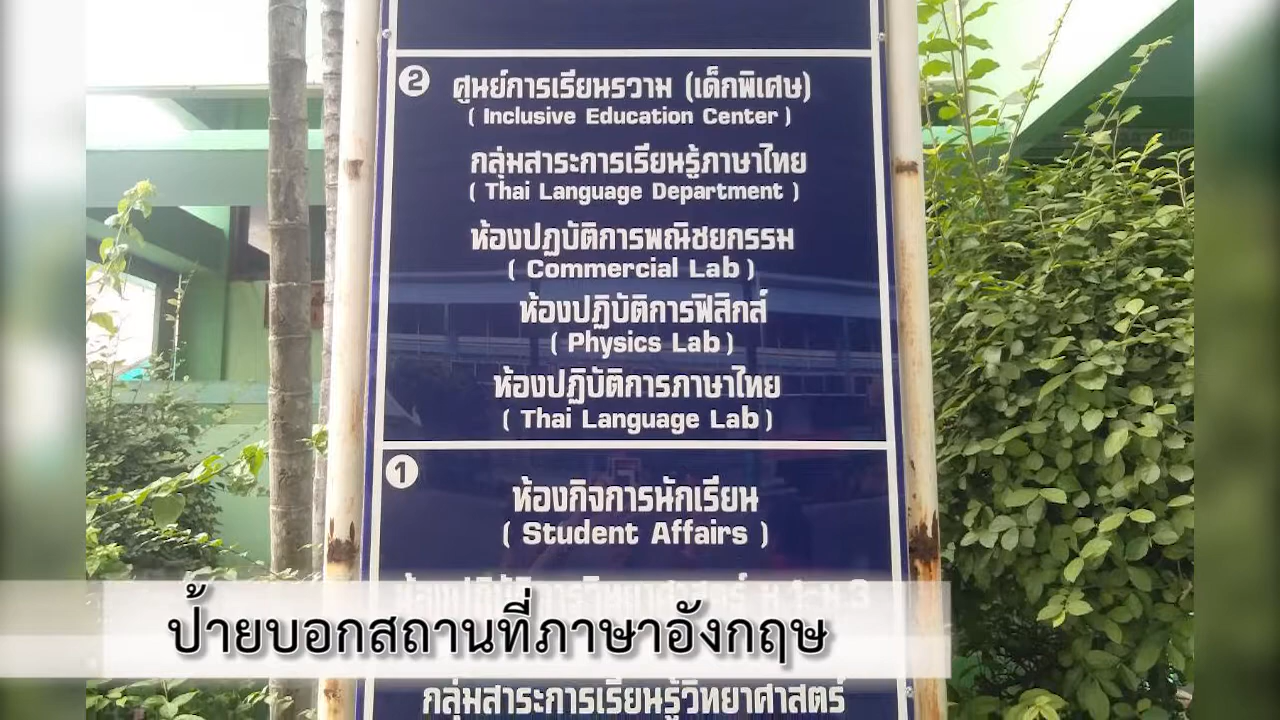 2 ศูนย์การเรียนรวาม (เด็กพิเศษ)
( Inclusive Education Center )
กลุ่มสาระการเรียนรู้ภาษาไทย
( Thai Language Department )
ห้องปฏบัติการพณิชยกรรม
( Commercial Lab )
ห้องปฏิบัติการฟิสิกส์
( Physics Lab )
ห้องปฏิบัติการภาษาไทย
( Thai Language Lab )
1
ห้องกิจการนักเรียน
( Student Affairs )
ห้องปฏิบัติการวิทยาศาสตร์ ม.1-ม.3
ป้ายบอกสถานที่ภาษาอังกฤษ
กลุ่มสาระการเรียนรู้วิทยาศาสตร์